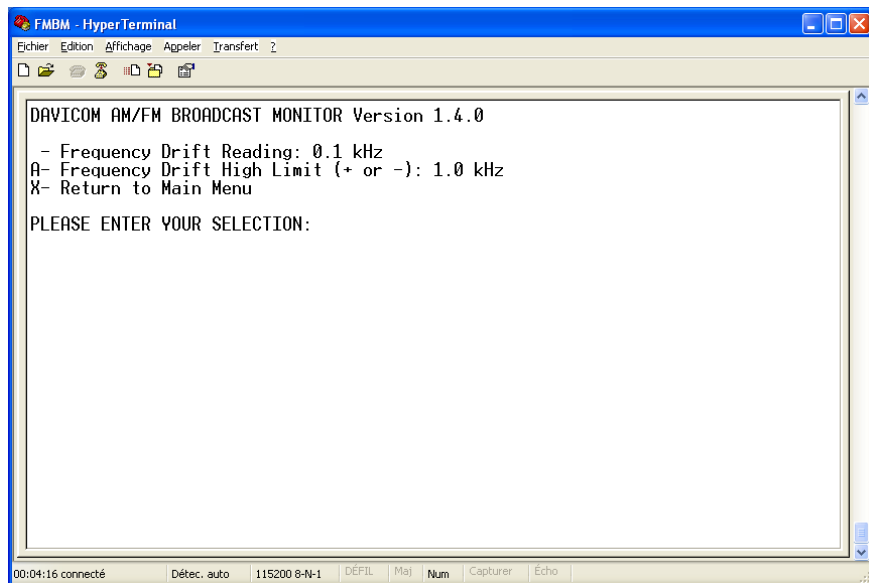 FMBM - HyperTerminal
Fichier Edition Affichage Appeler Transfert ?
DAVICOM AM/FM BROADCAST MONITOR Version 1.4.0
- Frequency Drift Reading: 0.1 kHz
A- Frequency Drift High Limit (+ or -): 1.0 kHz
X- Return to Main Menu
PLEASE ENTER YOUR SELECTION:
00:04:16 connecté Détec. auto 115200 8-N-1 DÉFIL Maj Num Capturer Écho